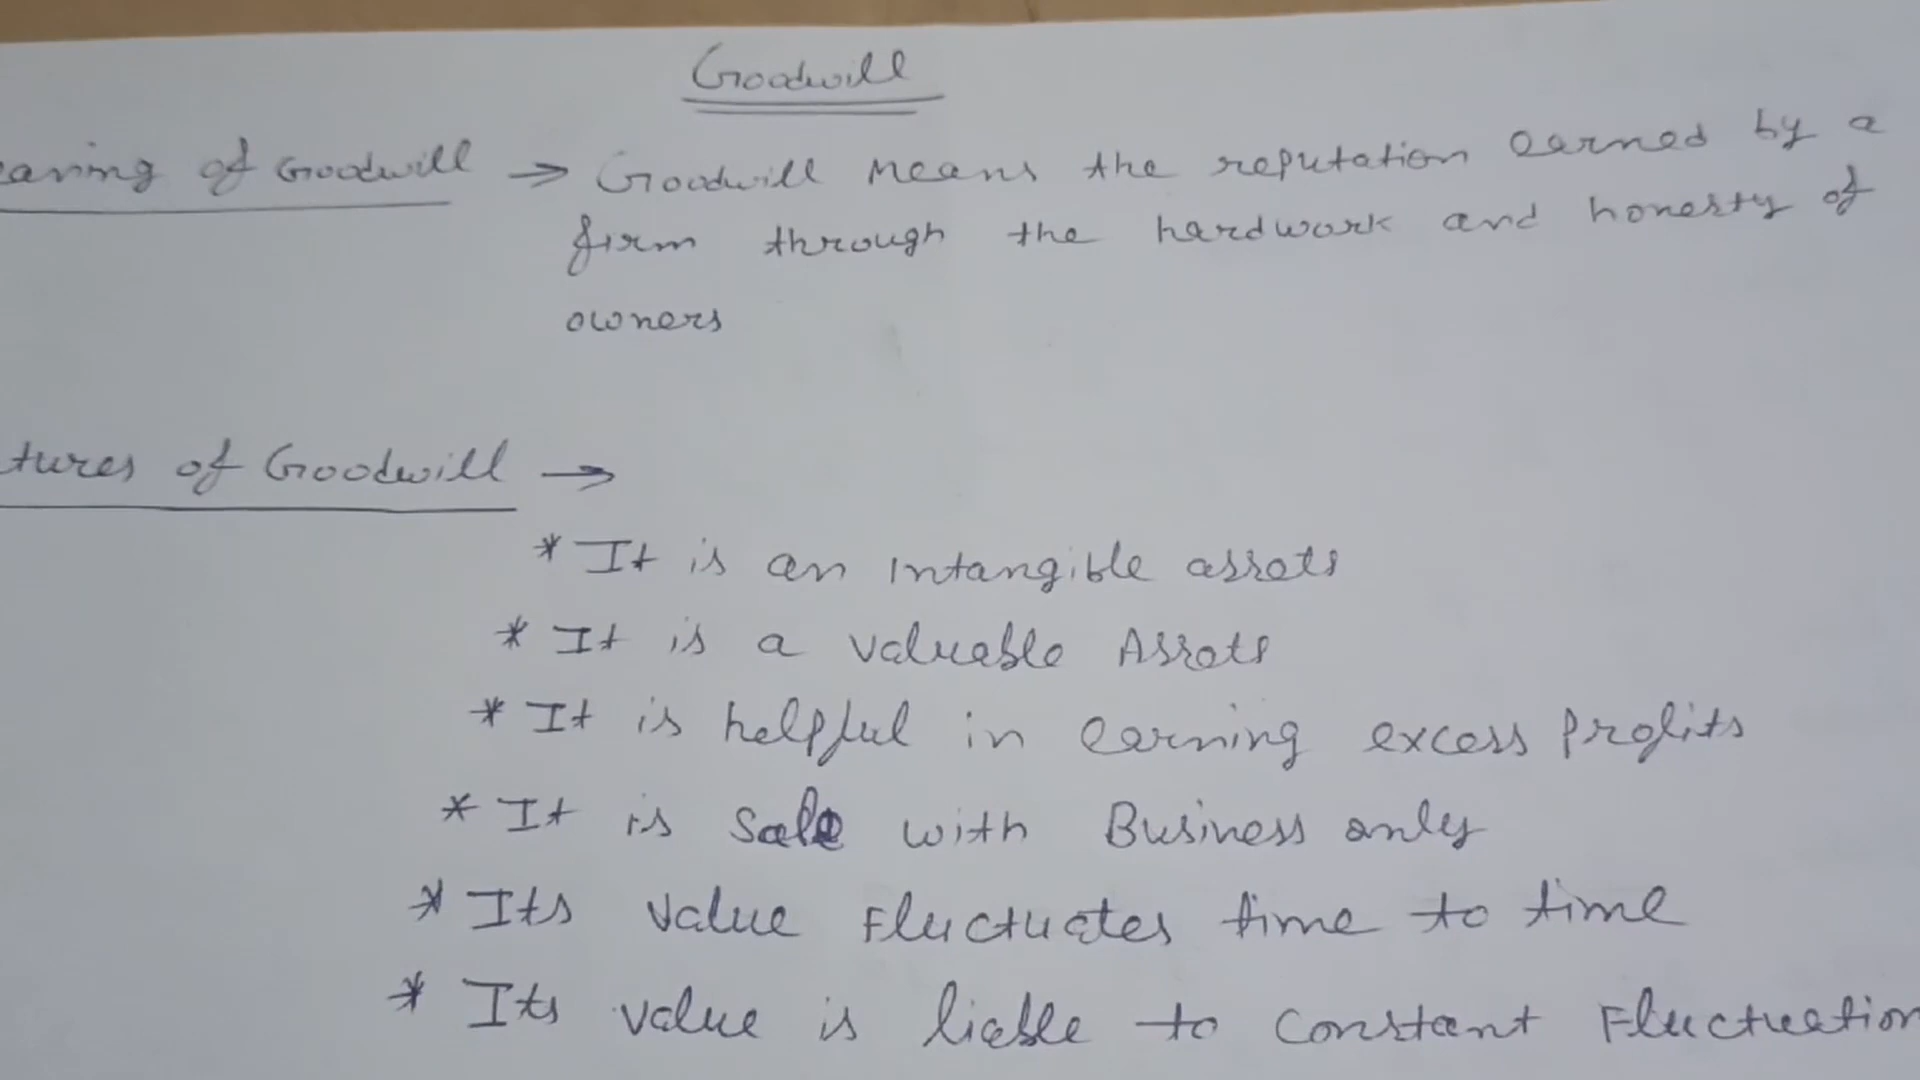 Goodwill
eaning of Goodwill → Goodwill means the reputation earned by a
firm through the hardwork and honesty of
owners
tures of Goodwill →
* It is an intangible assets
* It is a valuable Assets
* It is helpful in earning excess profits
* It is sale with Business only
* Its value Fluctuates time to time
* Its value is liable to constant Fluctuation